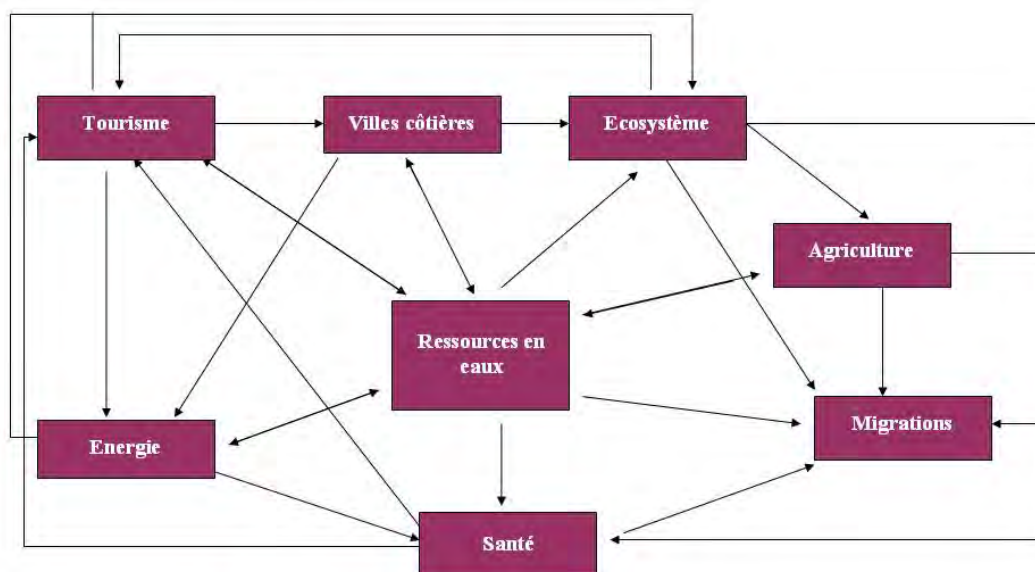 Tourisme
Villes côtières
Ecosystème
Agriculture
Ressources en
eaux
Energie
Migrations
Santé